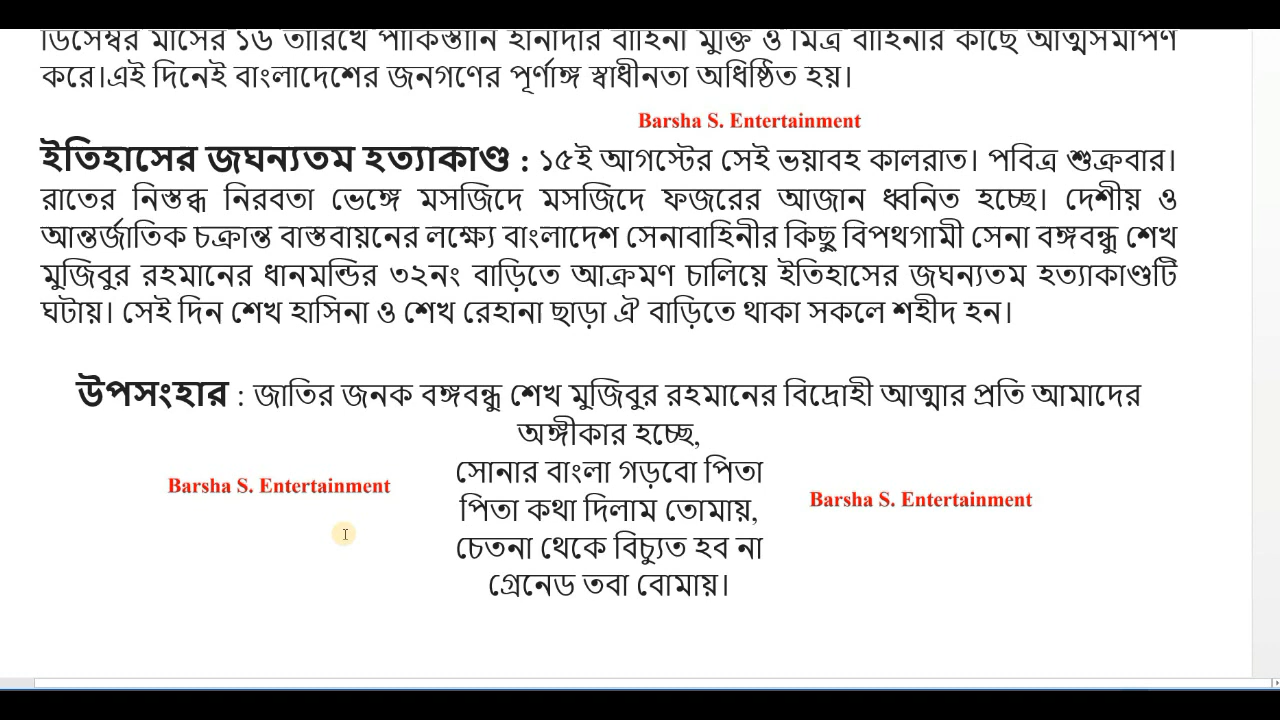 ডিসেম্বর মাসের ১৬ তারিখে পাকিস্তানি হানাদার বাহিনী মুক্তি ও মিত্র বাহিনীর কাছে আত্মসমার্পণ
করে।এই দিনেই বাংলাদেশের জনগণের পূর্ণাঙ্গ স্বাধীনতা অধিষ্ঠিত হয়।
Barsha S. Entertainment
ইতিহাসের জঘন্যতম হত্যাকাণ্ড : ১৫ই আগস্টের সেই ভয়াবহ কালরাত। পবিত্র শুক্রবার।
রাতের নিস্তব্ধ নিরবতা ভেঙ্গে মসজিদে মসজিদে ফজরের আজান ধ্বনিত হচ্ছে। দেশীয় ও
আন্তর্জাতিক চক্রান্ত বাস্তবায়নের লক্ষ্যে বাংলাদেশ সেনাবাহিনীর কিছু বিপথগামী সেনা বঙ্গবন্ধু শেখ
মুজিবুর রহমানের ধানমন্ডির ৩২নং বাড়িতে আক্রমণ চালিয়ে ইতিহাসের জঘন্যতম হত্যাকাণ্ডটি
ঘটায়। সেই দিন শেখ হাসিনা ও শেখ রেহানা ছাড়া ঐ বাড়িতে থাকা সকলে শহীদ হন।
উপসংহার : জাতির জনক বঙ্গবন্ধু শেখ মুজিবুর রহমানের বিদ্রোহী আত্মার প্রতি আমাদের
অঙ্গীকার হচ্ছে,
সোনার বাংলা গড়বো পিতা
Barsha S. Entertainment
Barsha S. Entertainment
পিতা কথা দিলাম তোমায়,
চেতনা থেকে বিচ্যুত হব না
গ্রেনেড তবা বোমায়।